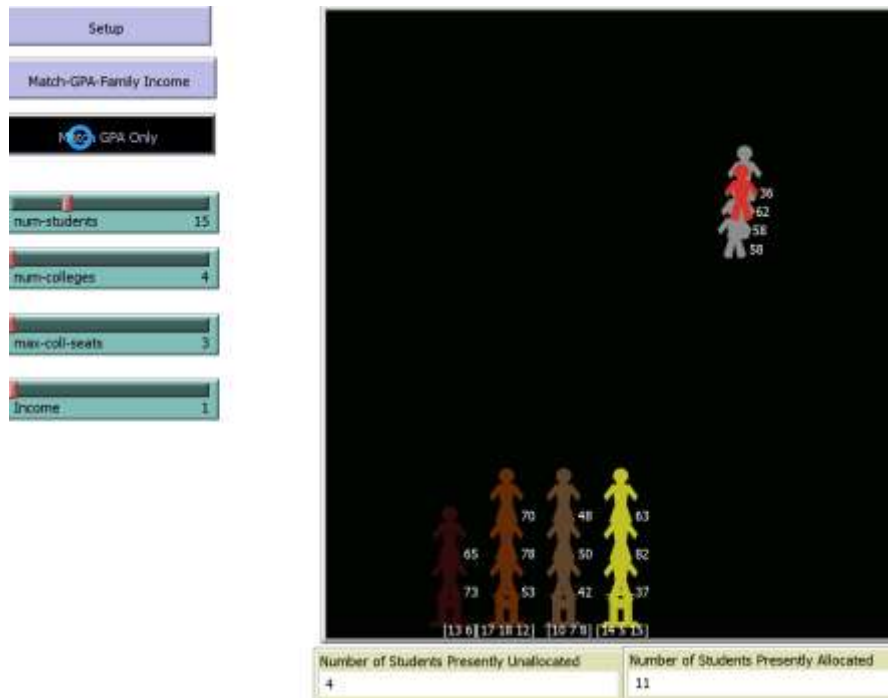 Setup
Match-GPA-Family Income
Match GPA Only
num-students 15
num-colleges 4
max-coll-seats 3
Income 1
36
62
58
58
70 48 63
65 78 50 82
73 53 42 37
[13 6] [17 18 12] [10 7 8] [14 5 15]
Number of Students Presently Unallocated
4
Number of Students Presently Allocated
11